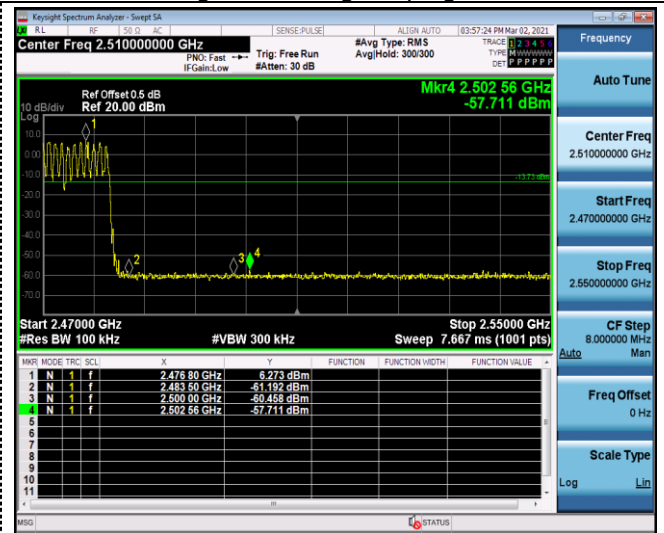 Keysight Spectrum Analyzer - Swept SA
RL RF 50 Ω AC SENSE:PULSE ALIGN AUTO 03:57:24 PM Mar 02, 2021
Center Freq 2.510000000 GHz
PNO: Fast
IFGain:Low
Trig: Free Run
#Atten: 30 dB
#Avg Type: RMS
Avg|Hold: 300/300
TRACE 1 2 3 4 5 6
TYPE M WWWWW
DET P P P P P P
Mkr4 2.502 56 GHz
-57.711 dBm
Ref Offset 0.5 dB
10 dB/div Ref 20.00 dBm
Log
10.0
0.00
-10.0
-20.0
-30.0
-40.0
-50.0
-60.0
-70.0
1
2
3
4
-13.73 dBm
Start 2.47000 GHz
Stop 2.55000 GHz
#Res BW 100 kHz #VBW 300 kHz Sweep 7.667 ms (1001 pts)
MKR MODE TRC SCL X Y FUNCTION FUNCTION WIDTH FUNCTION VALUE
1 N 1 f 2.476 80 GHz 6.273 dBm
2 N 1 f 2.483 50 GHz -61.192 dBm
3 N 1 f 2.500 00 GHz -60.458 dBm
4 N 1 f 2.502 56 GHz -57.711 dBm
5
6
7
8
9
10
11
MSG STATUS
Frequency
Auto Tune
Center Freq
2.510000000 GHz
Start Freq
2.470000000 GHz
Stop Freq
2.550000000 GHz
CF Step
8.000000 MHz
Auto Man
Freq Offset
0 Hz
Scale Type
Log Lin